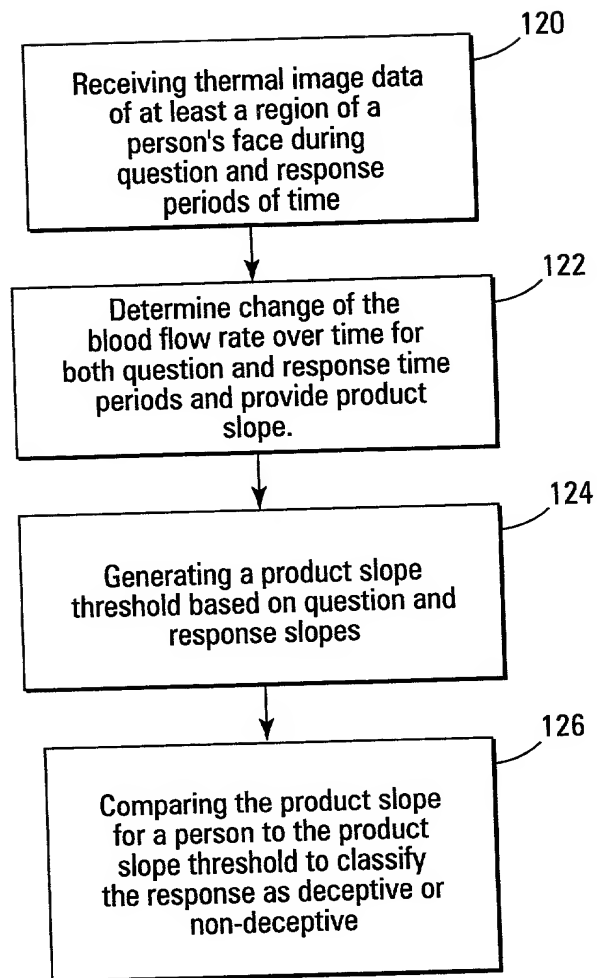 120
Receiving thermal image data
of at least a region of a
person's face during
question and response
periods of time
122
Determine change of the
blood flow rate over time for
both question and response time
periods and provide product
slope.
124
Generating a product slope
threshold based on question and
response slopes
126
Comparing the product slope
for a person to the product
slope threshold to classify
the response as deceptive or
non-deceptive